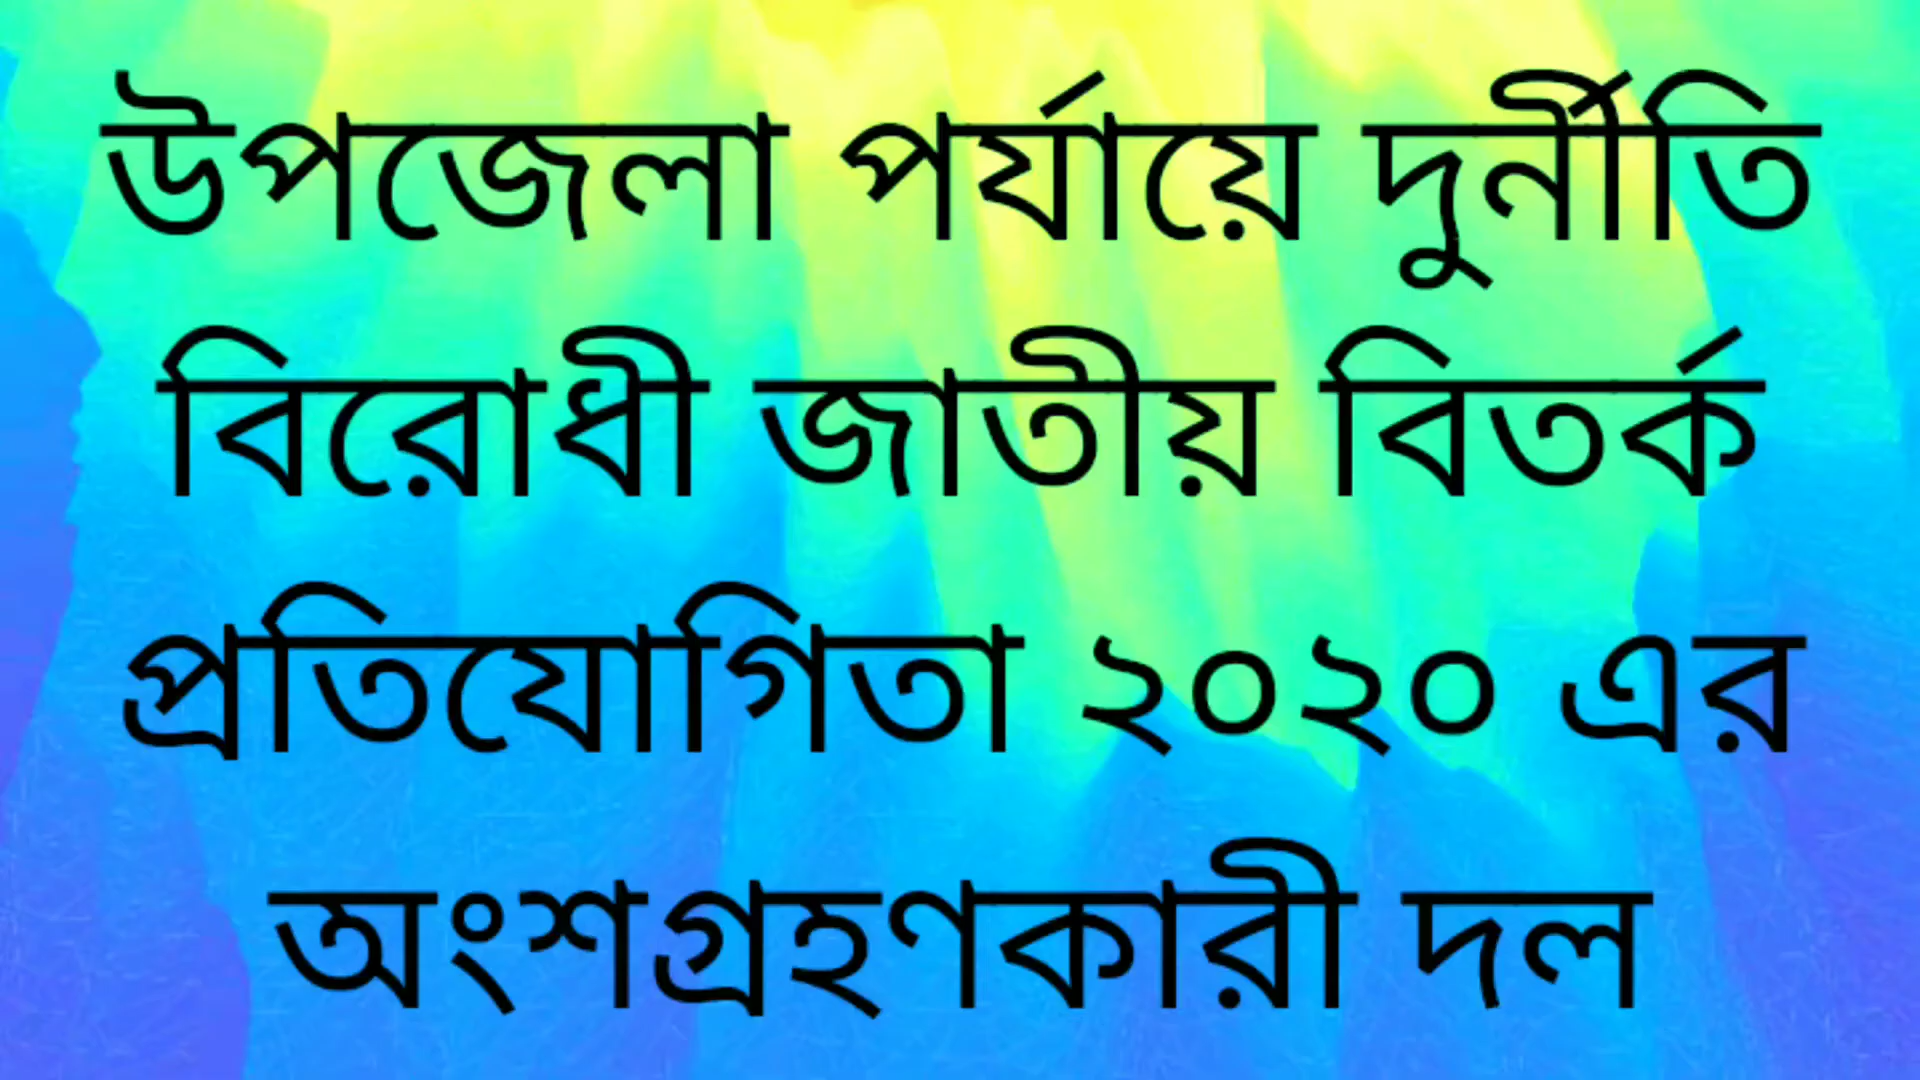 উপজেলা পর্যায়ে দুর্নীতি
বিরোধী জাতীয় বিতর্ক
প্রতিযোগিতা ২০২০ এর
অংশগ্রহণকারী দল